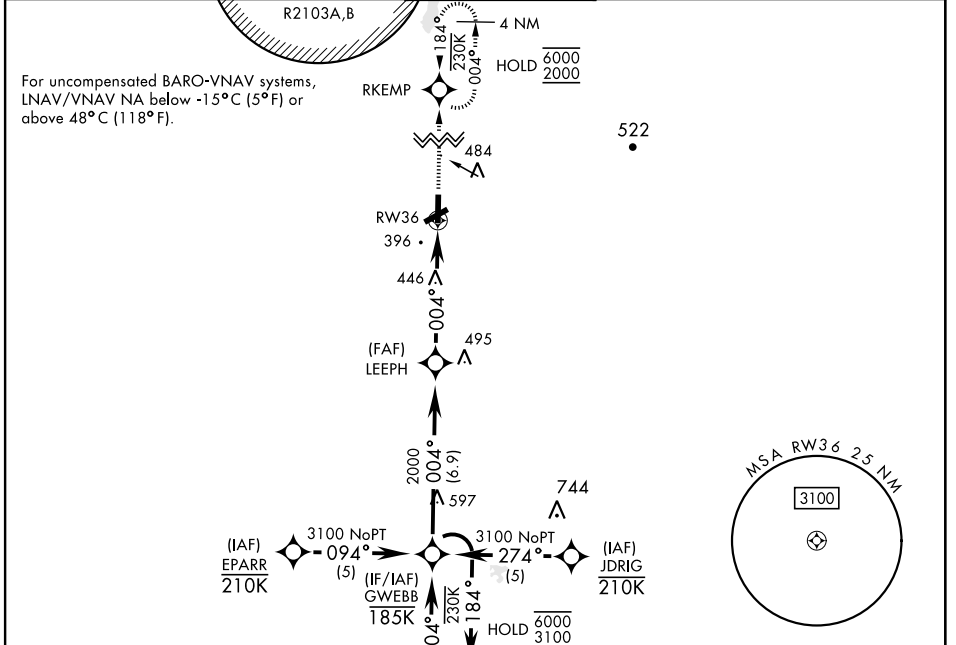 R2103A,B
184°
230K
004°
4 NM
HOLD 6000
2000
For uncompensated BARO-VNAV systems,
LNAV/VNAV NA below -15°C (5°F) or
above 48°C (118°F).
RKEMP
522
484
RW36
396
446
004°
(FAF)
LEEPH
495
2000
004°
(6.9)
597
744
MSA RW36 25 NM
3100
(IAF)
EPARR
210K
3100 NoPT
094°
(5)
(IF/IAF)
GWEBB
185K
3100 NoPT
274°
(5)
(IAF)
JDRIG
210K
04°
230K
184°
HOLD 6000
3100